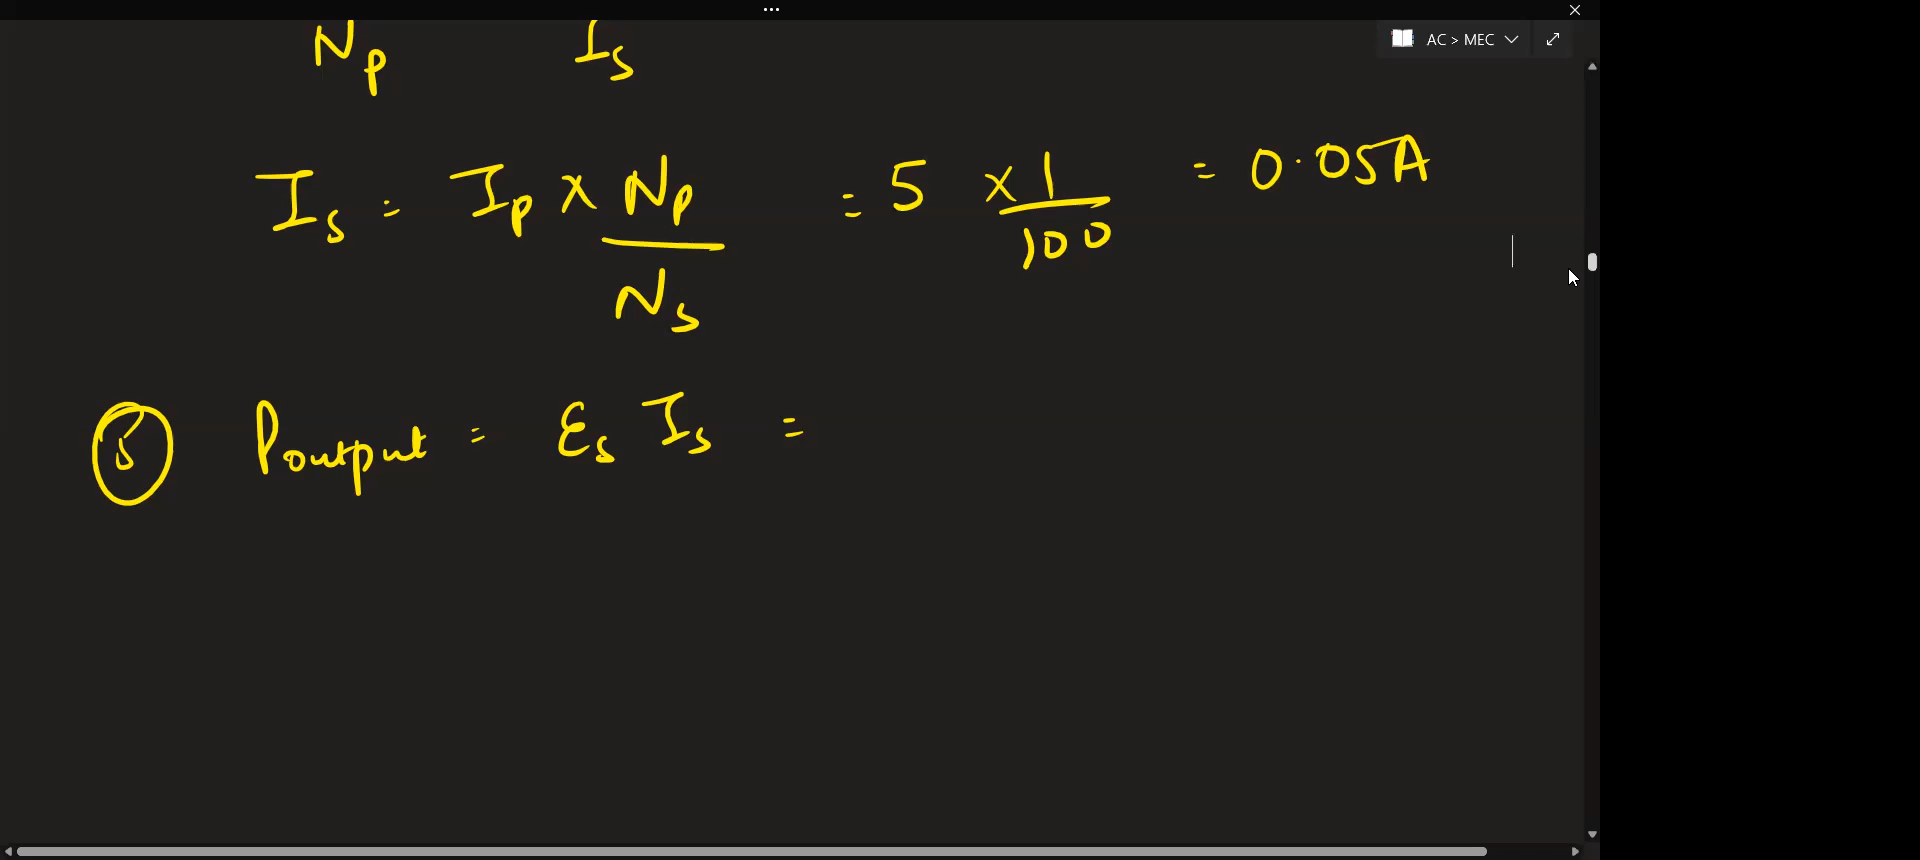 AC > MEC
Np Is
Is = Ip x Np/Ns = 5 x 1/100 = 0.05A
5 Poutput = Es Is =